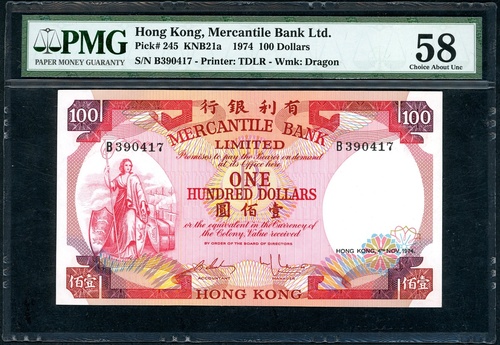 PMG
PAPER MONEY GUARANTY
Hong Kong, Mercantile Bank Ltd.
Pick# 245 KNB21a 1974 100 Dollars
S/N B390417 - Printer: TDLR - Wmk: Dragon
58
Choice About Unc
100
行銀利有
100
MERCANTILE BANK
B 390417
LIMITED
B 390417
Promises to pay the Bearer on demand
at its Office here
ONE
HUNDRED DOLLARS
圓佰壹
or the equivalent in the Currency of
the Colony, Value received
BY ORDER OF THE BOARD OF DIRECTORS
HONG KONG, 4TH NOV, 1974.
ACCOUNTANT
MANAGER
佰壹
HONG KONG
佰壹